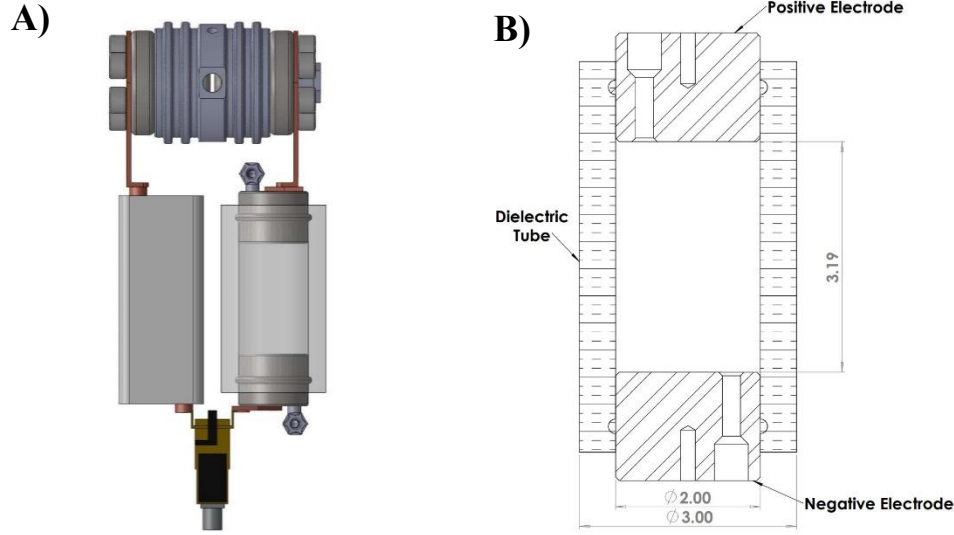 A)
B)
Positive Electrode
Dielectric
Tube
3.19
∅2.00
∅3.00
Negative Electrode